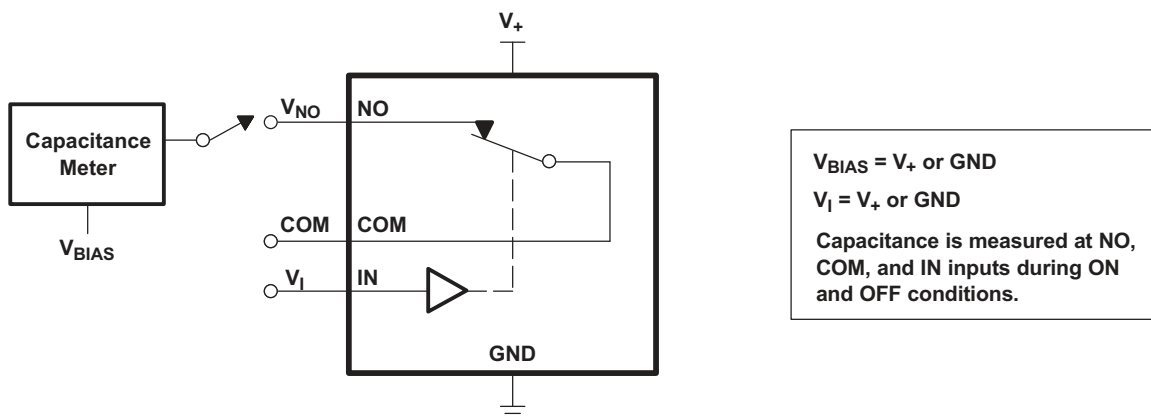 V+
VNO
NO
Capacitance
Meter
VBIAS
COM
COM
VI
IN
GND
VBIAS = V+ or GND
VI = V+ or GND
Capacitance is measured at NO,
COM, and IN inputs during ON
and OFF conditions.